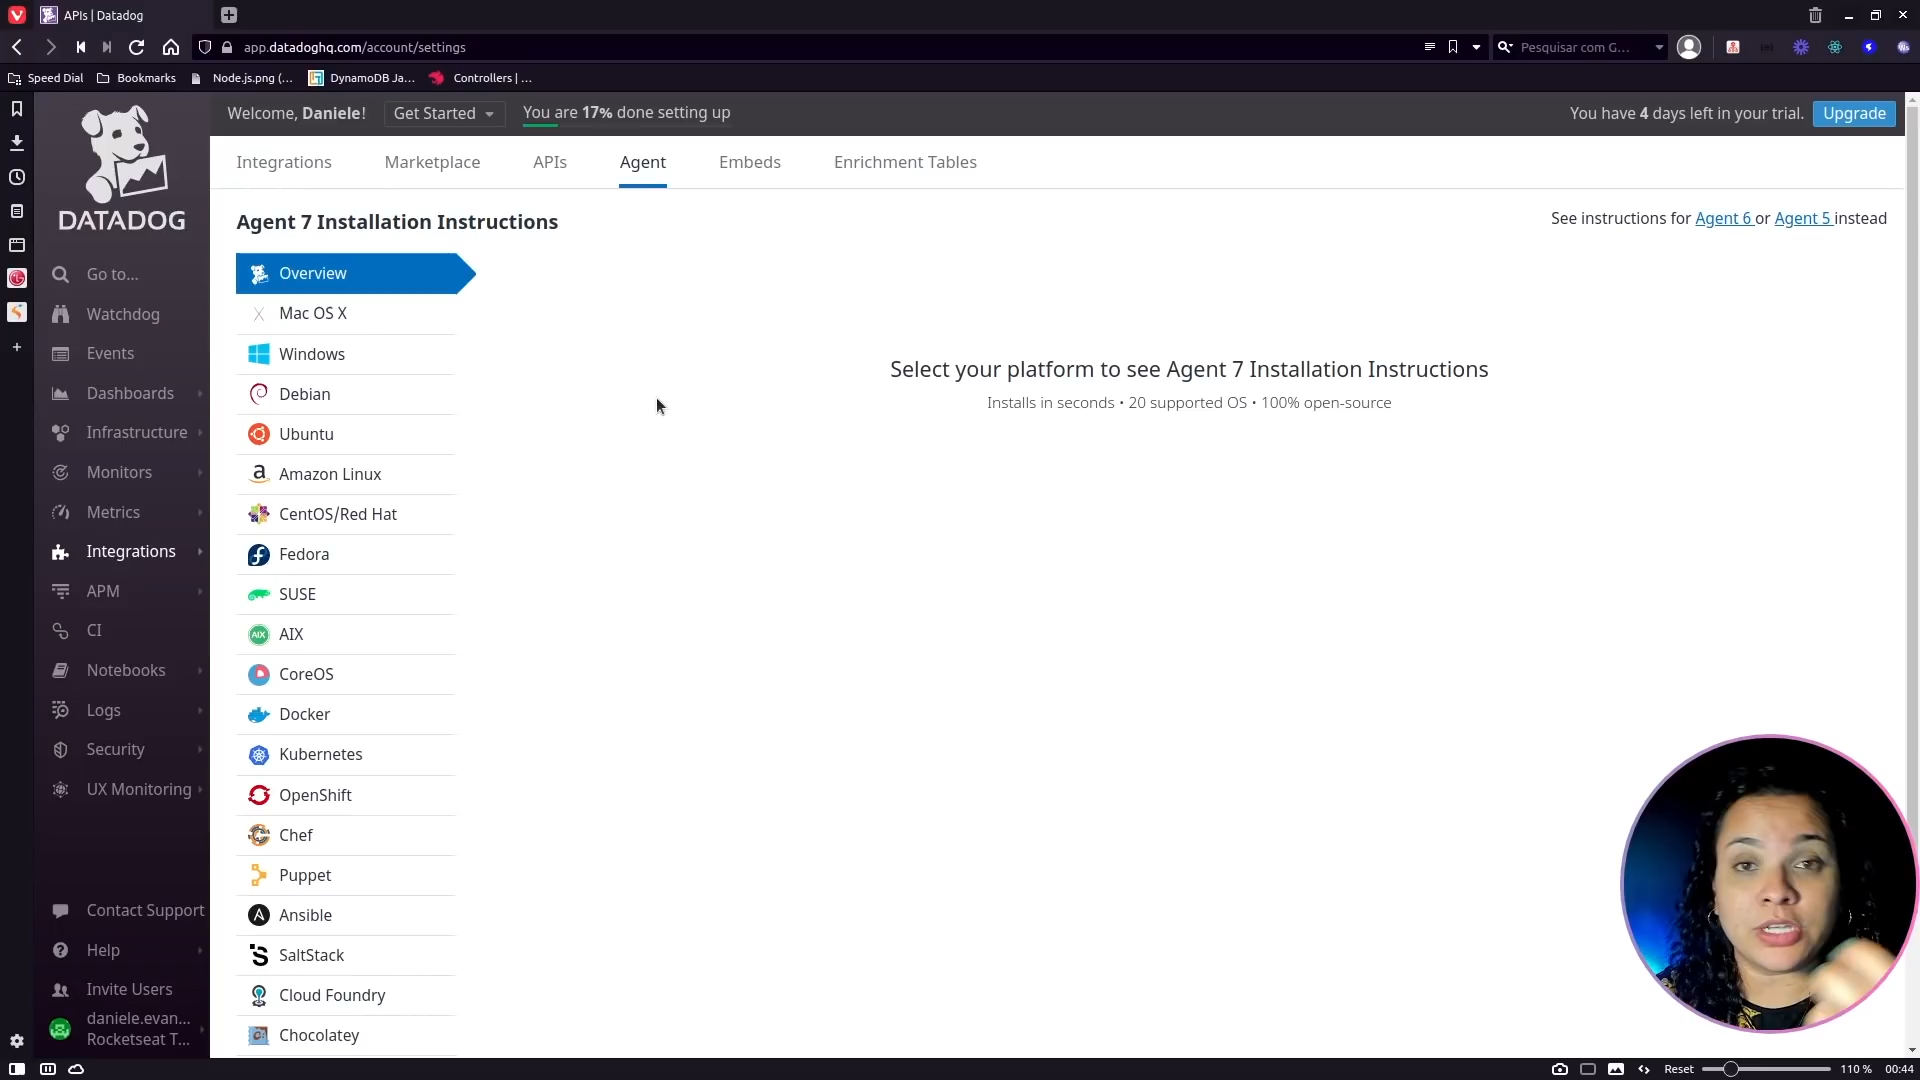 APIs | Datadog
app.datadoghq.com/account/settings
Pesquisar com G...
Speed Dial
Bookmarks
Node.js.png (...
DynamoDB Ja...
Controllers | ...
DATADOG
Welcome, Daniele!
Get Started
You are 17% done setting up
You have 4 days left in your trial.
Upgrade
Integrations
Marketplace
APIs
Agent
Embeds
Enrichment Tables
Agent 7 Installation Instructions
See instructions for Agent 6 or Agent 5 instead
Go to...
Watchdog
Events
Dashboards
Infrastructure
Monitors
Metrics
Integrations
APM
CI
Notebooks
Logs
Security
UX Monitoring
Contact Support
Help
Invite Users
daniele.evan...
Rocketseat T...
Overview
Mac OS X
Windows
Debian
Ubuntu
Amazon Linux
CentOS/Red Hat
Fedora
SUSE
AIX
CoreOS
Docker
Kubernetes
OpenShift
Chef
Puppet
Ansible
SaltStack
Cloud Foundry
Chocolatey
Select your platform to see Agent 7 Installation Instructions
Installs in seconds • 20 supported OS • 100% open-source
Reset
110 %
00:44